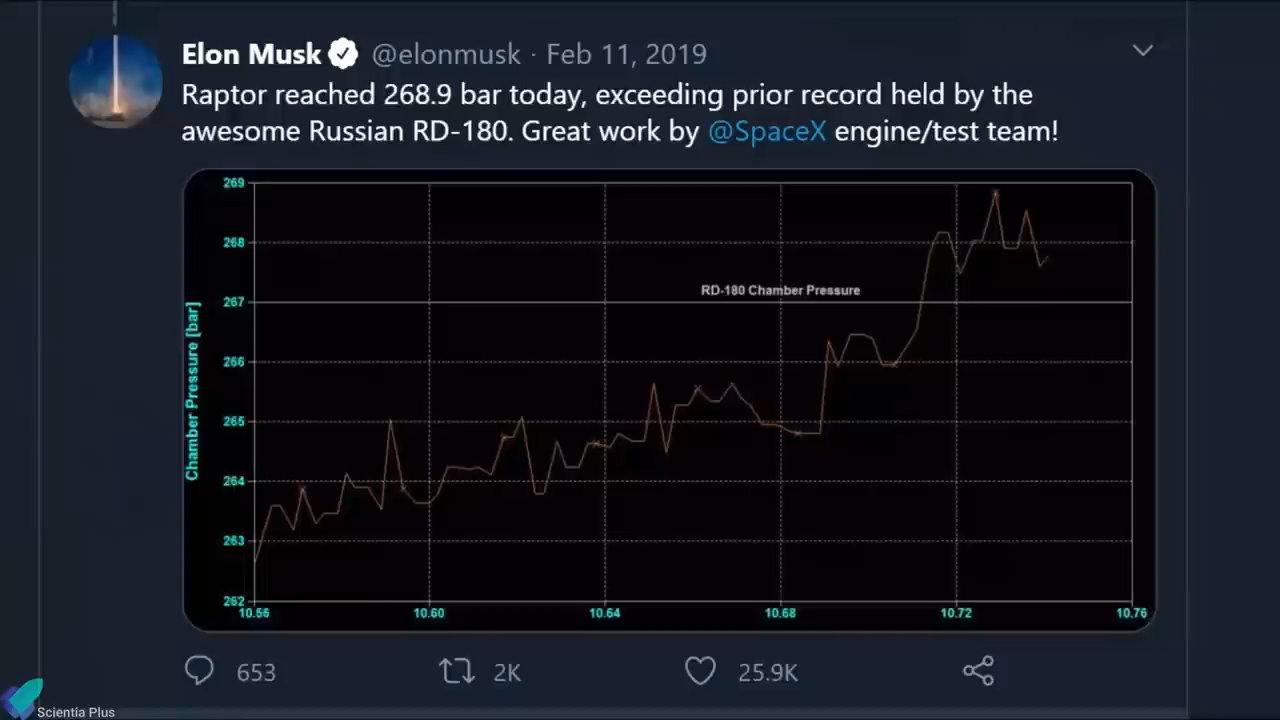 Elon Musk @elonmusk · Feb 11, 2019
Raptor reached 268.9 bar today, exceeding prior record held by the
awesome Russian RD-180. Great work by @SpaceX engine/test team!
269
268
RD-180 Chamber Pressure
267
266
265
264
263
262
Chamber Pressure [bar]
10.56 10.60 10.64 10.68 10.72 10.76
653 2K 25.9K
Scientia Plus